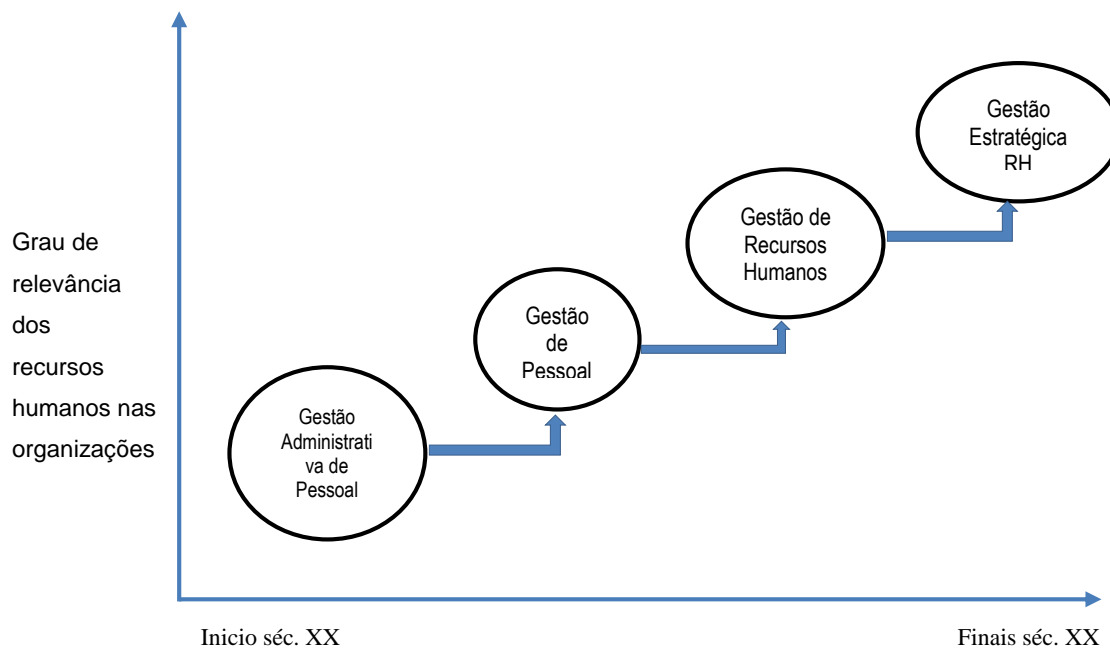 Grau de
relevância
dos
recursos
humanos nas
organizações
Gestão
Administrati
va de
Pessoal
Gestão
de
Pessoal
Gestão de
Recursos
Humanos
Gestão
Estratégica
RH
Inicio séc. XX
Finais séc. XX